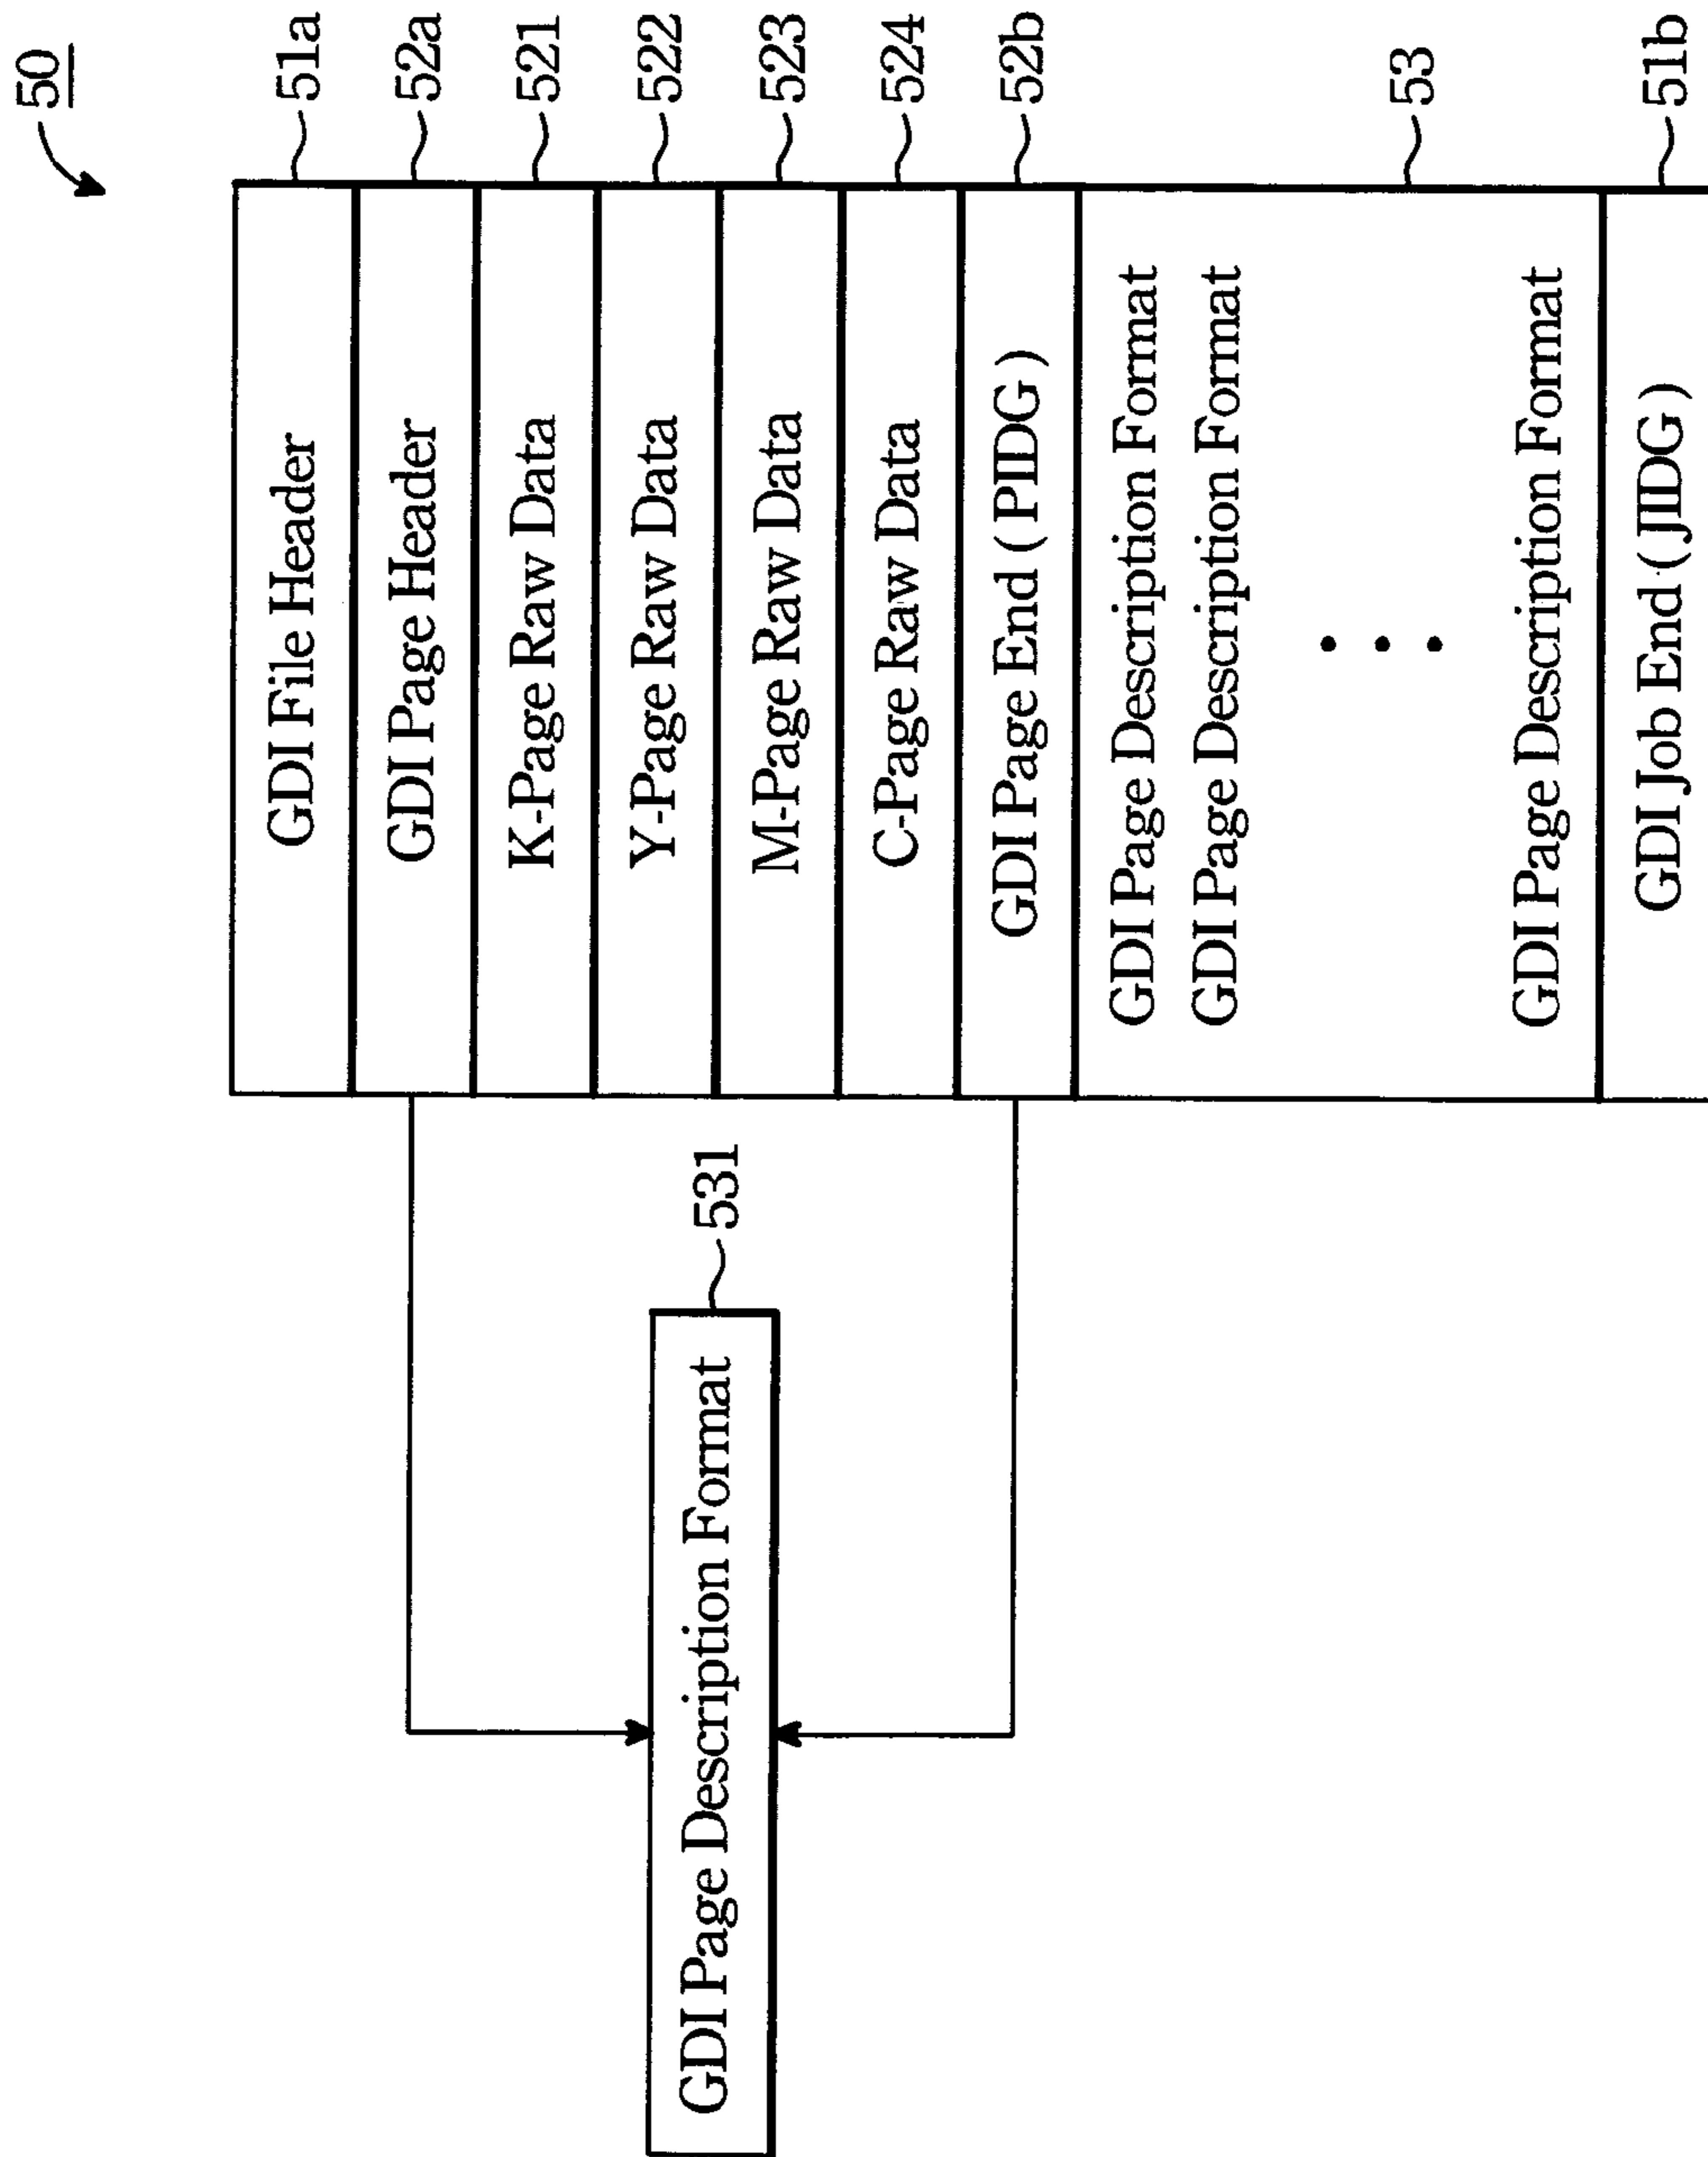 50
GDI File Header
51a
GDI Page Header
52a
K-Page Raw Data
521
Y-Page Raw Data
522
M-Page Raw Data
523
C-Page Raw Data
524
GDI Page End ( PIDG )
52b
GDI Page Description Format
GDI Page Description Format
• • •
GDI Page Description Format
53
GDI Job End ( JIDG )
51b
GDI Page Description Format
531